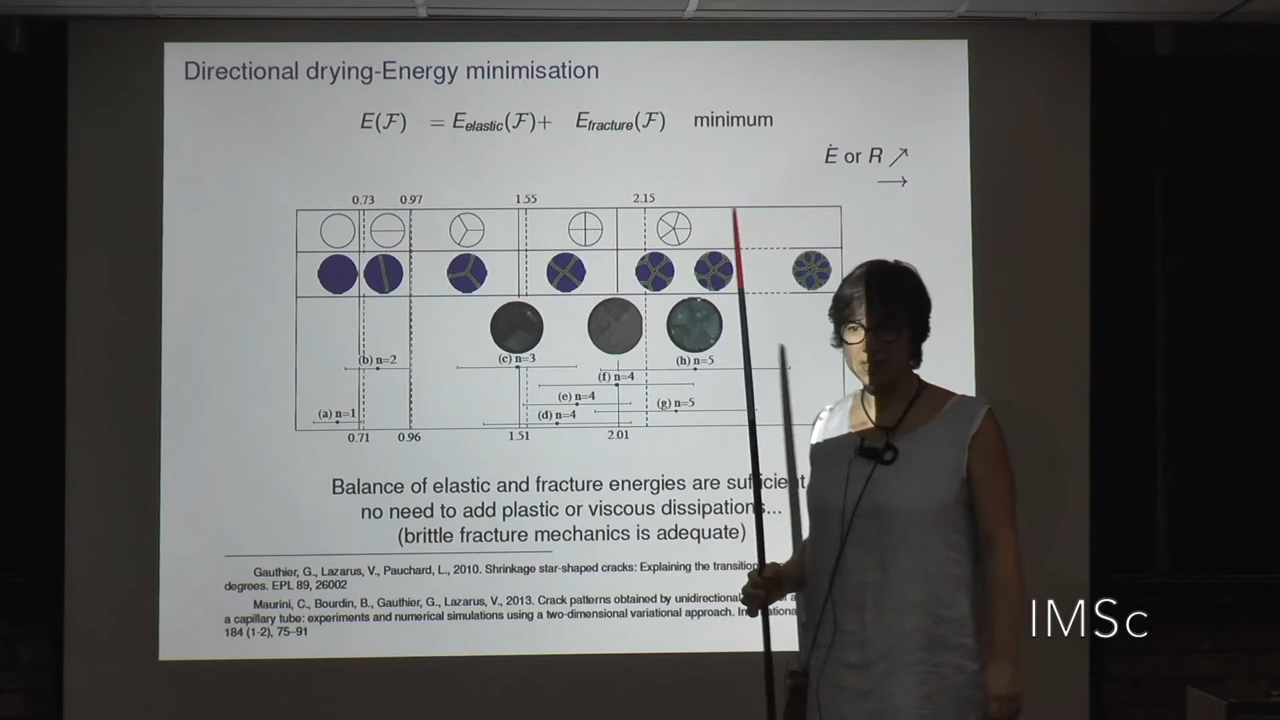 Directional drying-Energy minimisation
E(F) = Eelastic(F)+ Efracture(F) minimum
Ė or R ↗
→
0.73 0.97 1.55 2.15
(b) n=2 (c) n=3 (h) n=5
(f) n=4
(e) n=4 (g) n=5
(a) n=1 (d) n=4
0.71 0.96 1.51 2.01
Balance of elastic and fracture energies are sufficient
no need to add plastic or viscous dissipations...
(brittle fracture mechanics is adequate)
Gauthier, G., Lazarus, V., Pauchard, L., 2010. Shrinkage star-shaped cracks: Explaining the transition
degrees. EPL 89, 26002
Maurini, C., Bourdin, B., Gauthier, G., Lazarus, V., 2013. Crack patterns obtained by unidirectional
a capillary tube: experiments and numerical simulations using a two-dimensional variational approach.
184 (1-2), 75–91
IMSc